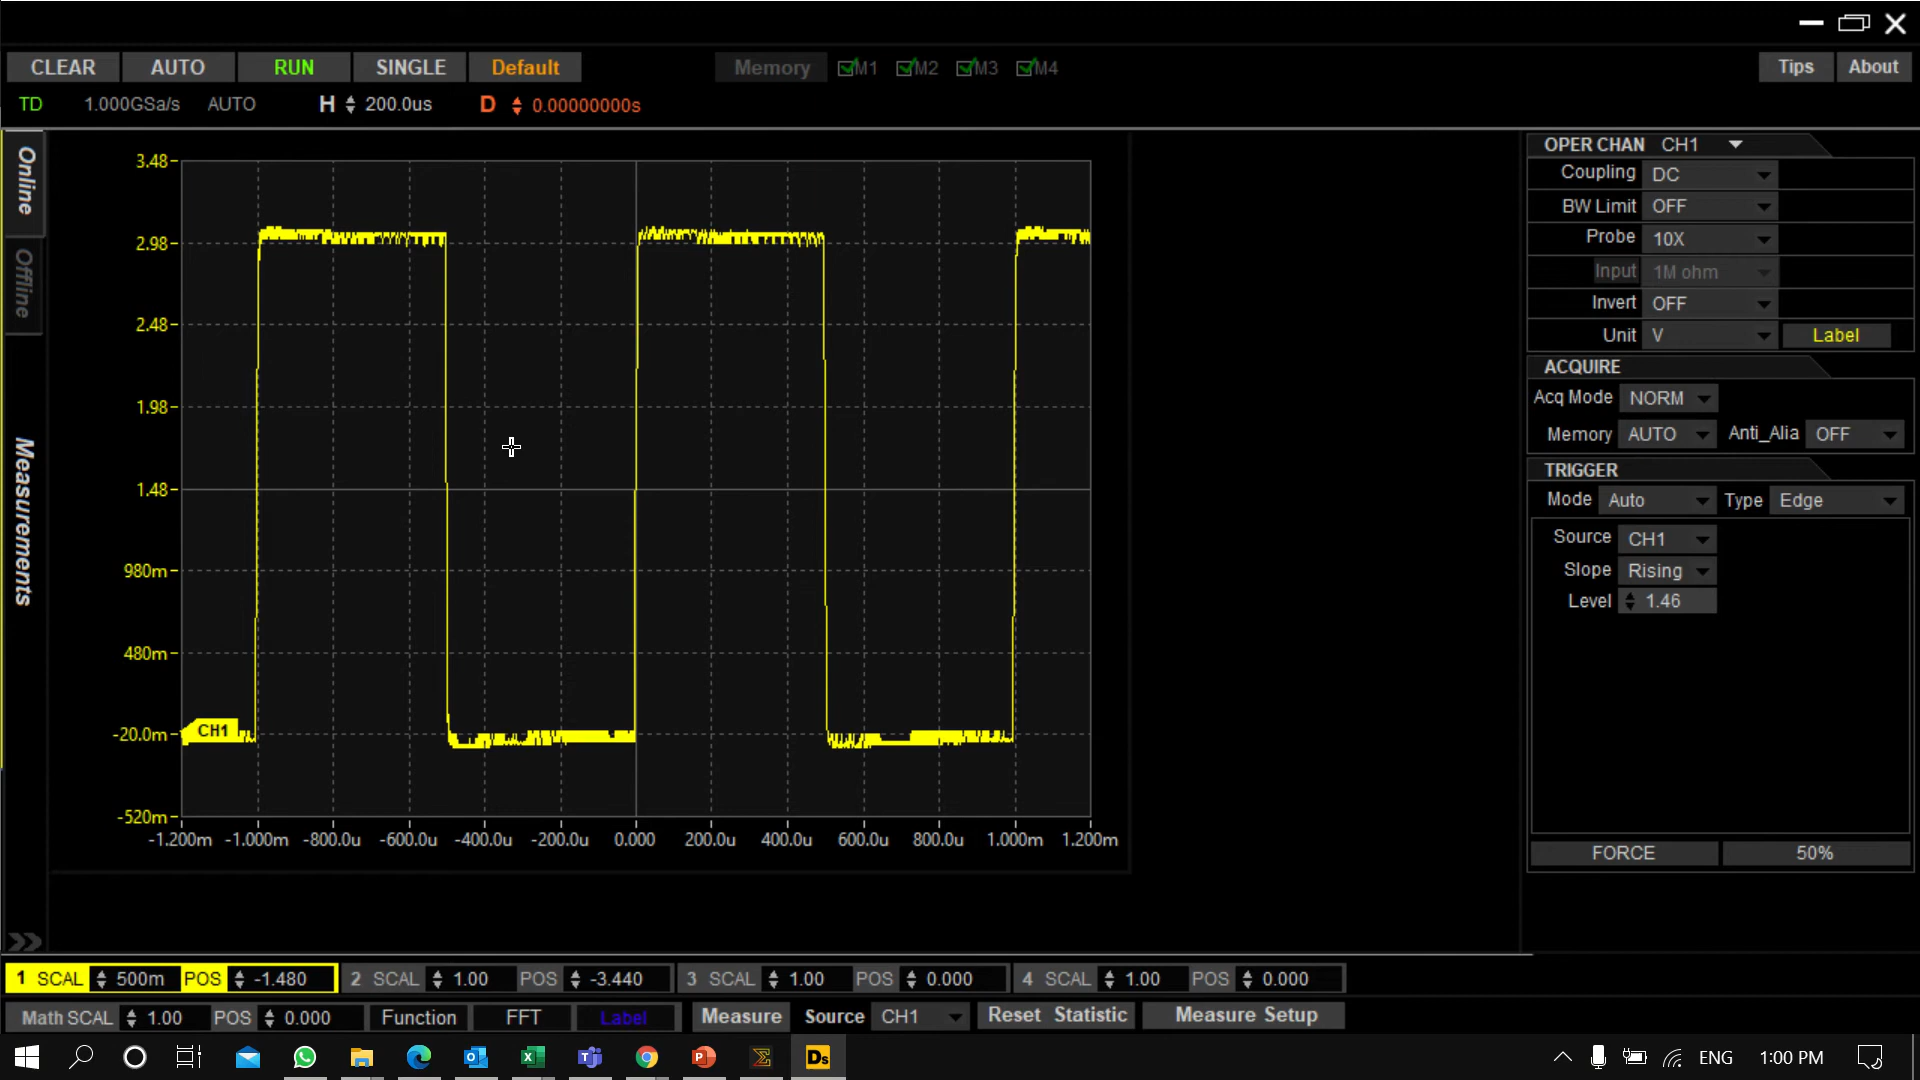 CLEAR AUTO RUN SINGLE Default Memory M1 M2 M3 M4 Tips About
TD 1.000GSa/s AUTO H 200.0us D 0.00000000s
Online
Offline
Measurements
3.48
2.98
2.48
1.98
1.48
980m
480m
-20.0m
-520m
CH1
-1.200m -1.000m -800.0u -600.0u -400.0u -200.0u 0.000 200.0u 400.0u 600.0u 800.0u 1.000m 1.200m
OPER CHAN CH1
Coupling DC
BW Limit OFF
Probe 10X
Input 1M ohm
Invert OFF
Unit V Label
ACQUIRE
Acq Mode NORM
Memory AUTO Anti_Alia OFF
TRIGGER
Mode Auto Type Edge
Source CH1
Slope Rising
Level 1.46
FORCE 50%
1 SCAL 500m POS -1.480 2 SCAL 1.00 POS -3.440 3 SCAL 1.00 POS 0.000 4 SCAL 1.00 POS 0.000
Math SCAL 1.00 POS 0.000 Function FFT Label Measure Source CH1 Reset Statistic Measure Setup
Ds ENG 1:00 PM